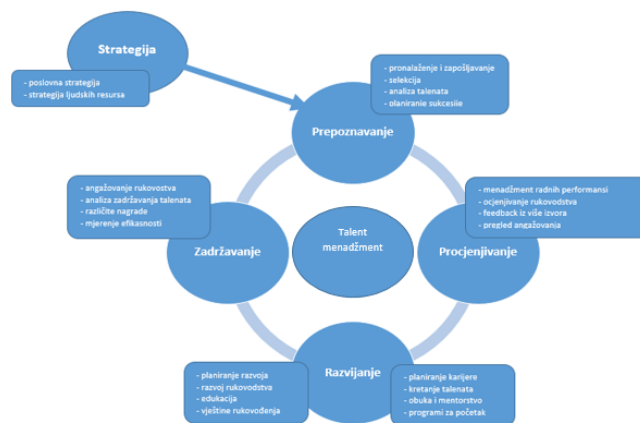 Strategija
- poslovna strategija
- strategija ljudskih resursa
- pronalaženje i zapošljavanje
- selekcija
- analiza talenata
- planiranje sukcesije
Prepoznavanje
- angažovanje rukovostva
- analiza zadržavanja talenata
- različite nagrade
- mjerenje efikasnosti
Zadržavanje
Talent
menadžment
- menadžment radnih performansi
- ocjenjivanje rukovodstva
- feedback iz više izvora
- pregled angažovanja
Procjenjivanje
Razvijanje
- planiranje razvoja
- razvoj rukovodstva
- edukacija
- vještine rukovođenja
- planiranje karijere
- kretanje talenata
- obuka i mentorstvo
- programi za početak